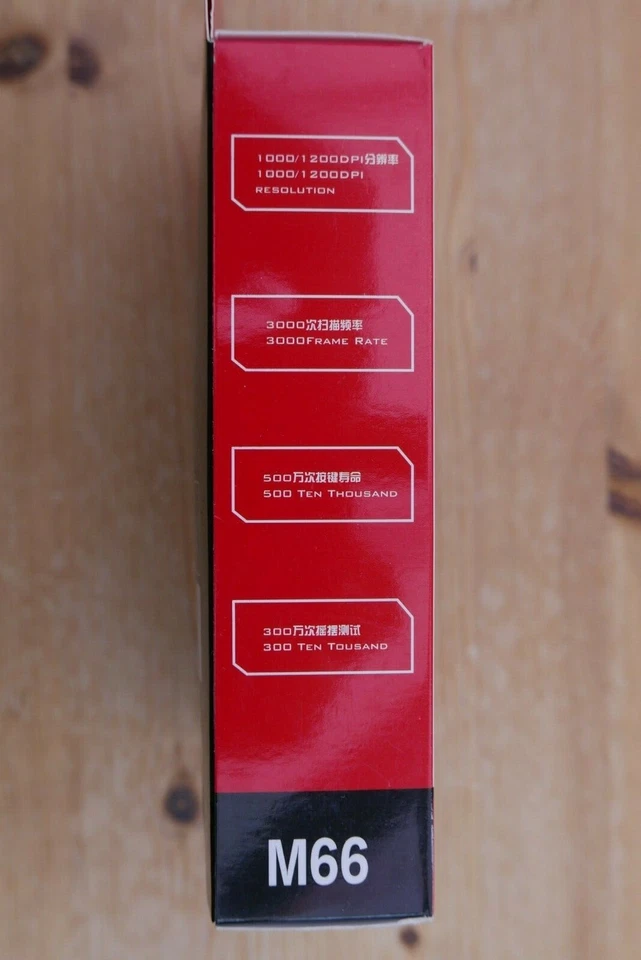 1000/1200DPI分辨率
1000/1200DPI
RESOLUTION
3000次扫描频率
3000FRAME RATE
500万次按键寿命
500 TEN THOUSAND
300万次摇摆测试
300 TEN TOUSAND
M66